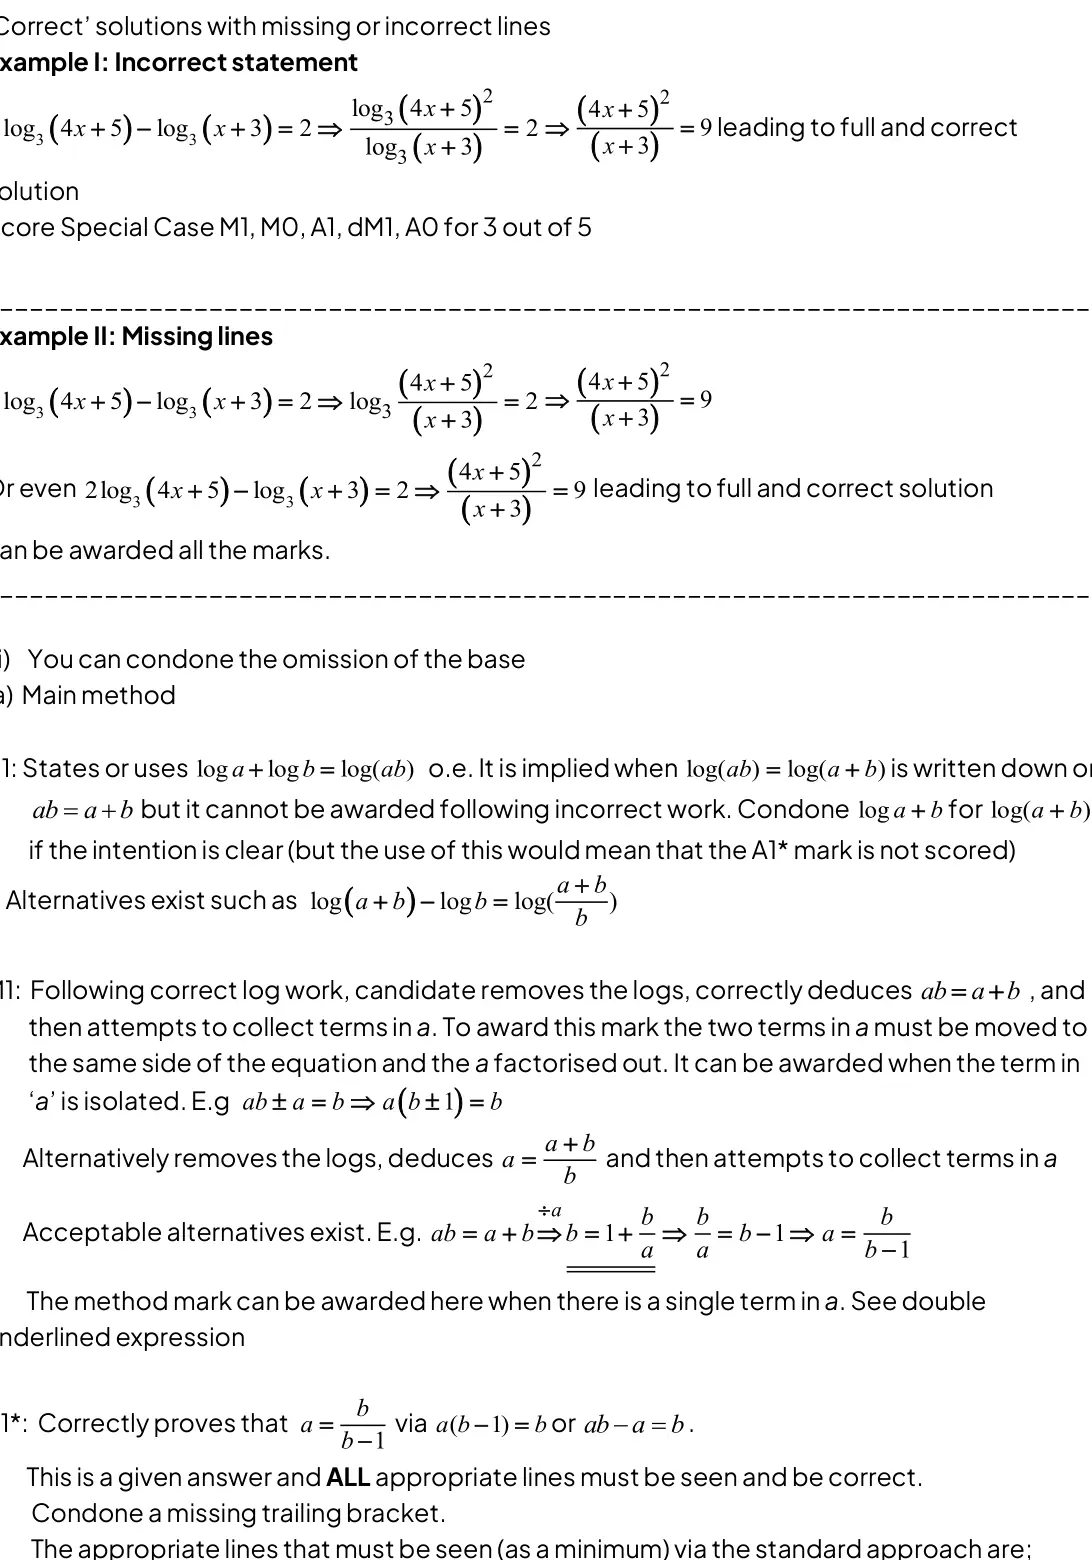 Correct’ solutions with missing or incorrect lines
xample I: Incorrect statement
log₃(4x+5)−log₃(x+3)=2⇒ log₃(4x+5)²/log₃(x+3) =2⇒ (4x+5)²/(x+3) =9 leading to full and correct
olution
core Special Case M1, M0, A1, dM1, A0 for 3 out of 5
xample II: Missing lines
log₃(4x+5)−log₃(x+3)=2⇒log₃ (4x+5)²/(x+3) =2⇒ (4x+5)²/(x+3) =9
Or even 2log₃(4x+5)−log₃(x+3)=2⇒ (4x+5)²/(x+3) =9 leading to full and correct solution
an be awarded all the marks.
i) You can condone the omission of the base
a) Main method
1: States or uses log a+log b=log(ab) o.e. It is implied when log(ab)=log(a+b) is written down or
ab=a+b but it cannot be awarded following incorrect work. Condone log a+b for log(a+b)
if the intention is clear (but the use of this would mean that the A1* mark is not scored)
Alternatives exist such as log(a+b)−log b=log((a+b)/b)
M1: Following correct log work, candidate removes the logs, correctly deduces ab=a+b , and
then attempts to collect terms in a. To award this mark the two terms in a must be moved to
the same side of the equation and the a factorised out. It can be awarded when the term in
‘a’ is isolated. E.g ab±a=b⇒a(b±1)=b
Alternatively removes the logs, deduces a=(a+b)/b and then attempts to collect terms in a
Acceptable alternatives exist. E.g. ab=a+b ÷a ⇒ b=1+b/a ⇒ b/a=b−1⇒a=b/(b−1)
The method mark can be awarded here when there is a single term in a. See double
nderlined expression
1*: Correctly proves that a=b/(b−1) via a(b−1)=b or ab−a=b.
This is a given answer and ALL appropriate lines must be seen and be correct.
Condone a missing trailing bracket.
The appropriate lines that must be seen (as a minimum) via the standard approach are;